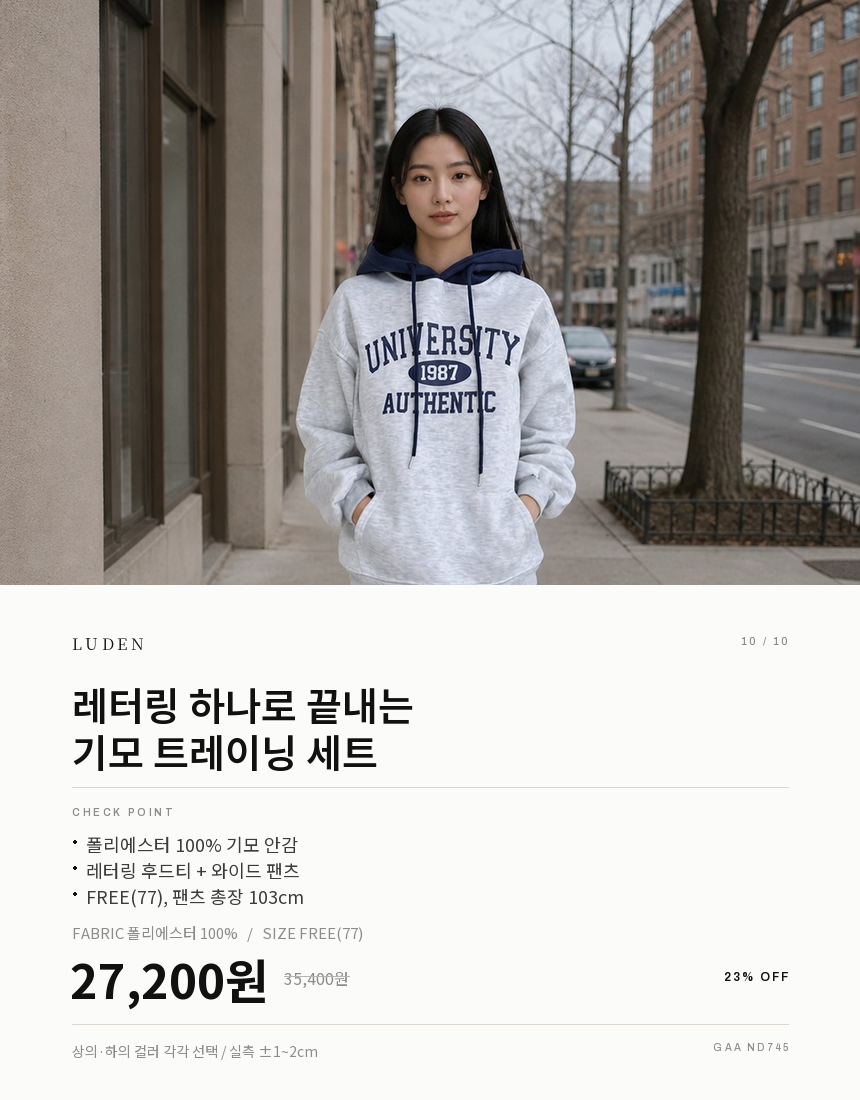 UNIVERSITY
1987
AUTHENTIC
LUDEN
10 / 10
레터링 하나로 끝내는
기모 트레이닝 세트
CHECK POINT
• 폴리에스터 100% 기모 안감
• 레터링 후드티 + 와이드 팬츠
• FREE(77), 팬츠 총장 103cm
FABRIC 폴리에스터 100% / SIZE FREE(77)
27,200원 35,400원
23% OFF
상의·하의 컬러 각각 선택 / 실측 ±1~2cm
GAA ND745